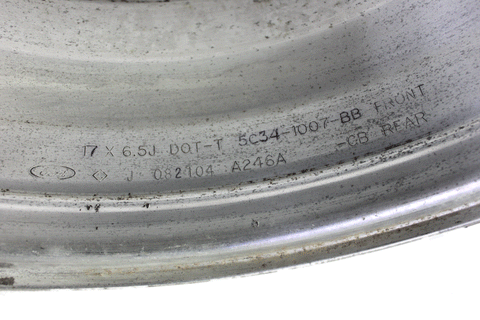 17 X 6.5J DOT-T 5C34-1007-BB FRONT
-CB REAR
J 082104 A246A